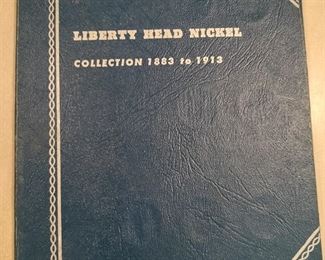 LIBERTY HEAD NICKEL
COLLECTION 1883 to 1913